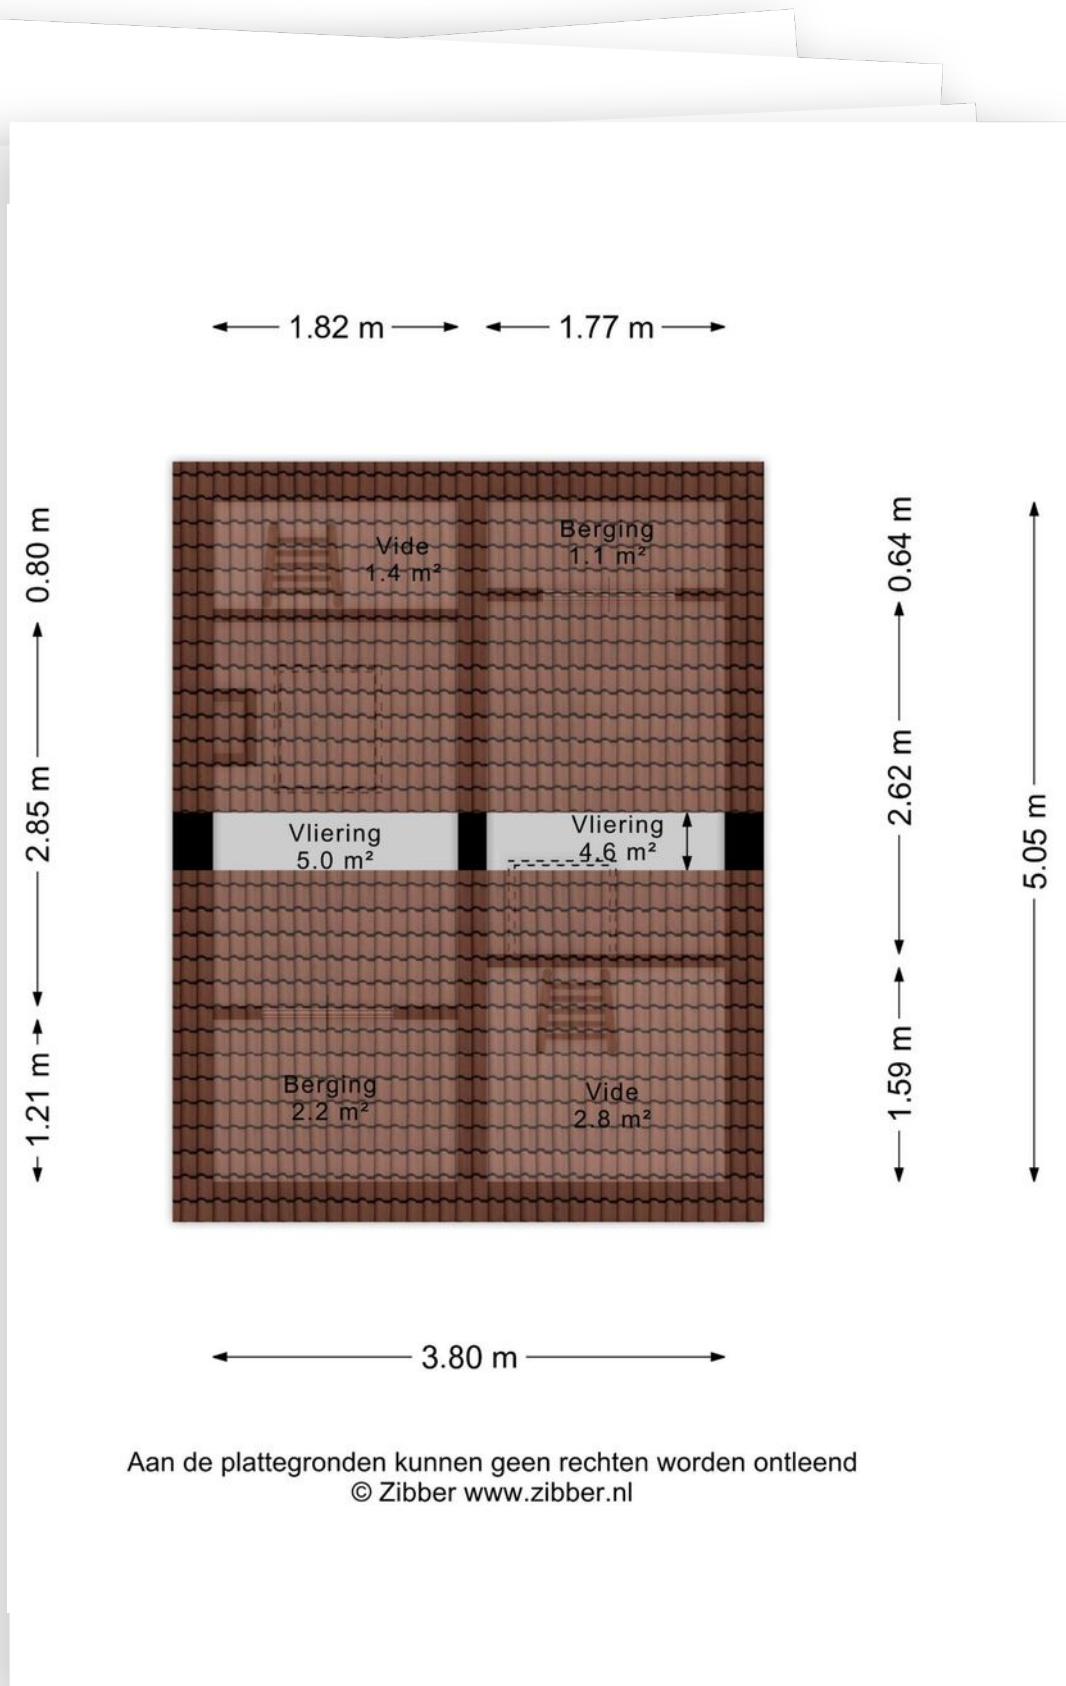 1.82 m
1.77 m
0.80 m
2.85 m
1.21 m
Vide
1.4 m²
Berging
1.1 m²
Vliering
5.0 m²
Vliering
4.6 m²
Berging
2.2 m²
Vide
2.8 m²
0.64 m
2.62 m
1.59 m
5.05 m
3.80 m
Aan de plattegronden kunnen geen rechten worden ontleend
© Zibber www.zibber.nl